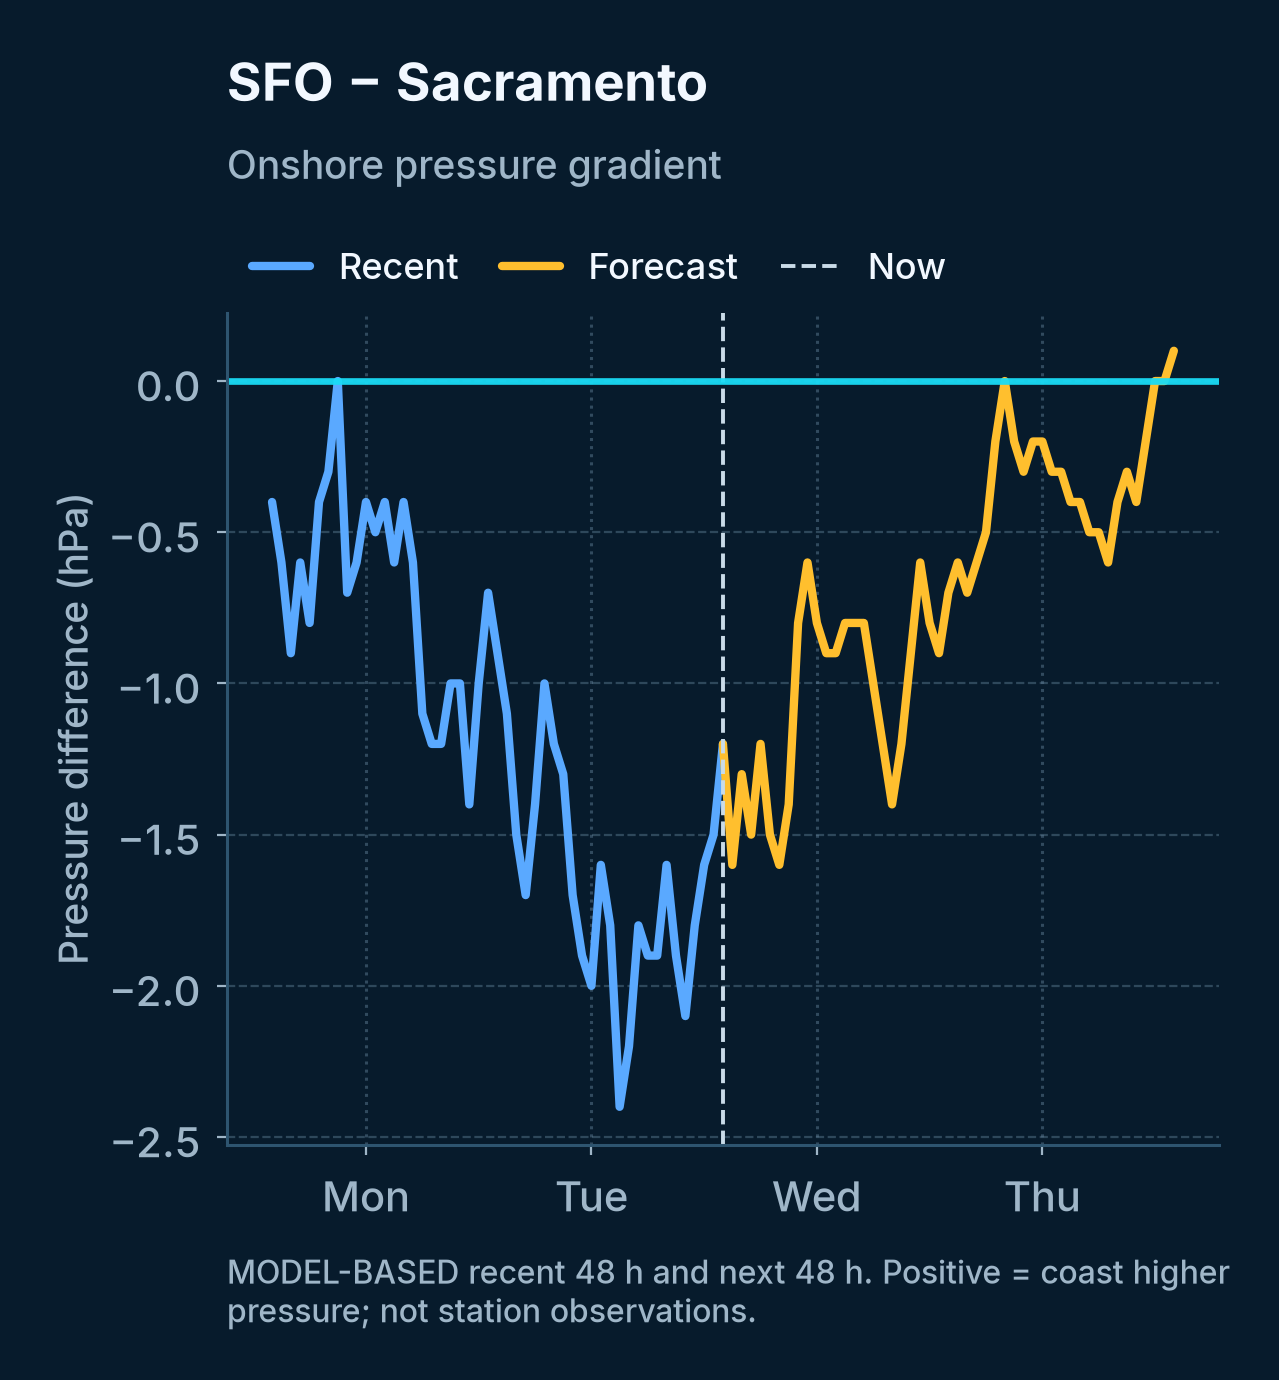 SFO − Sacramento
Onshore pressure gradient
Recent Forecast Now
Pressure difference (hPa)
0.0
−0.5
−1.0
−1.5
−2.0
−2.5
Mon Tue Wed Thu
MODEL-BASED recent 48 h and next 48 h. Positive = coast higher
pressure; not station observations.